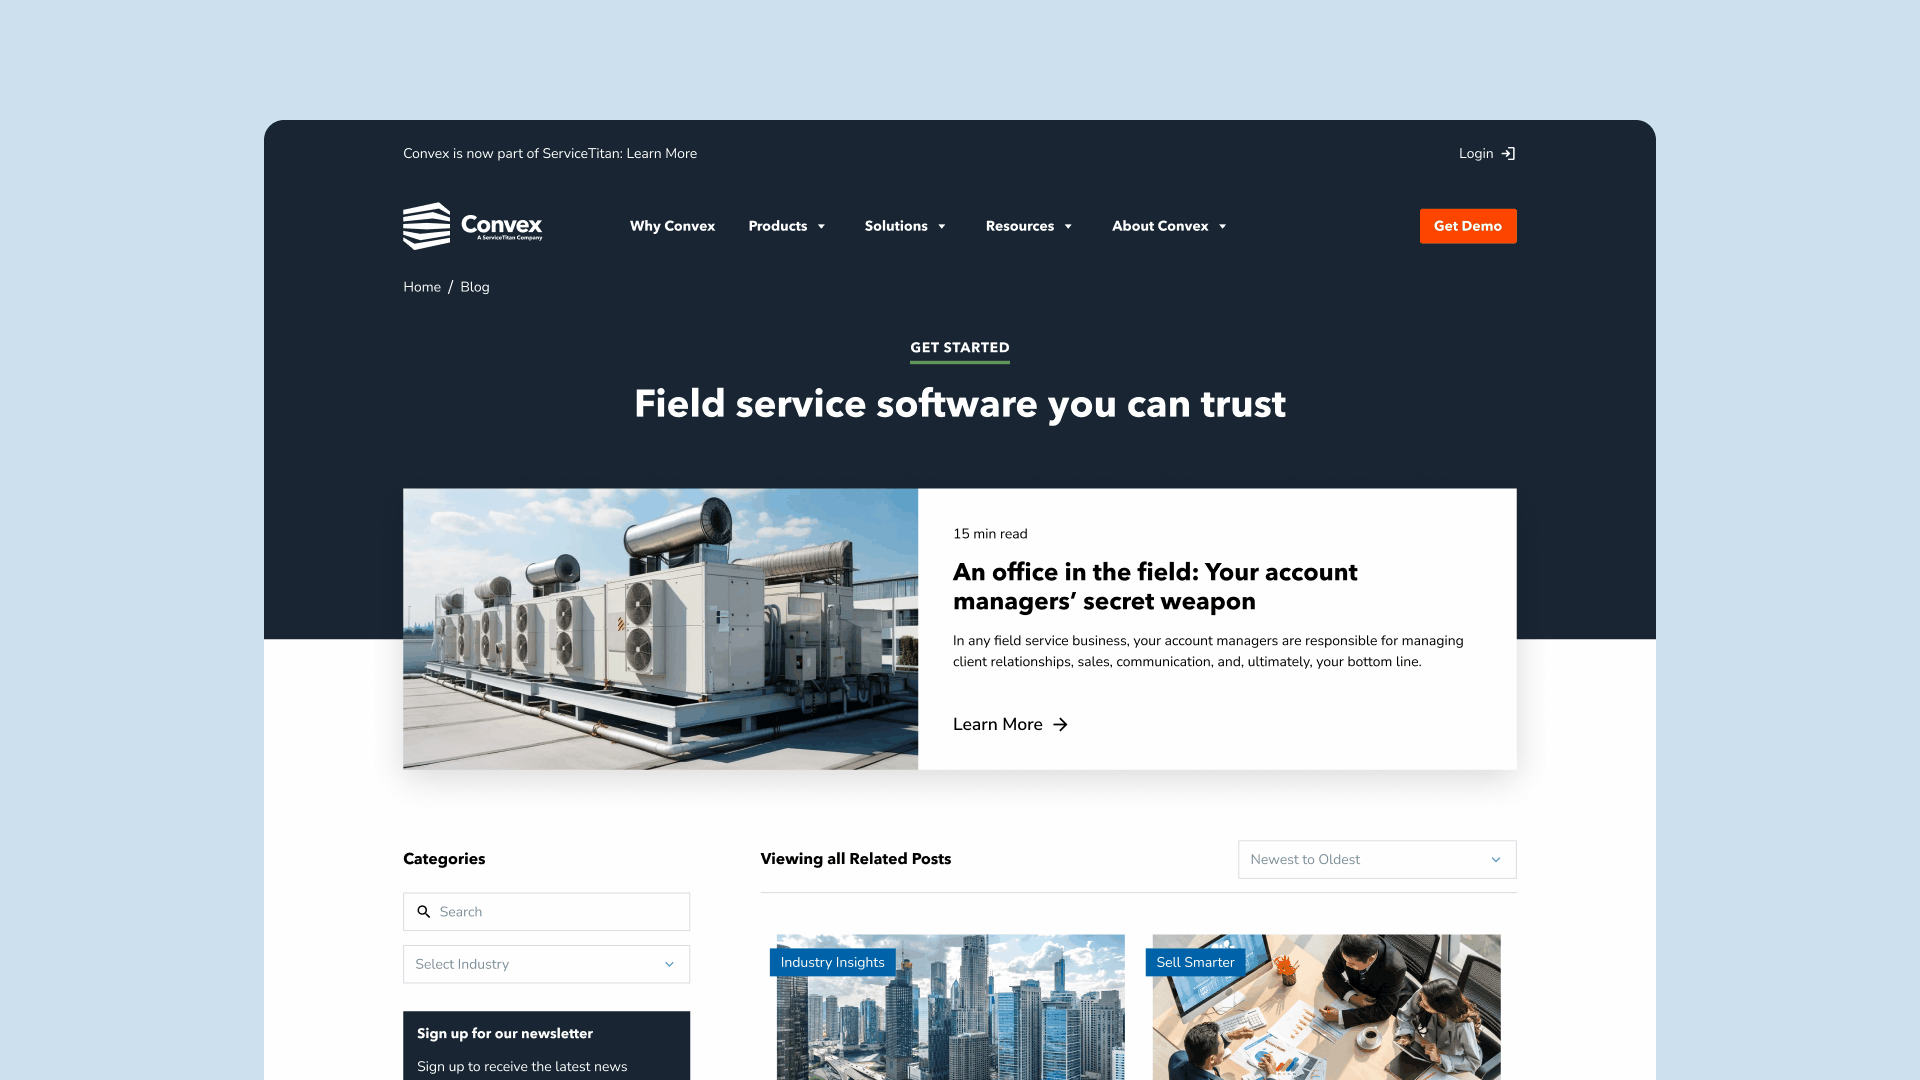 Convex is now part of ServiceTitan: Learn More
Login
Convex
A ServiceTitan Company
Why Convex
Products
Solutions
Resources
About Convex
Get Demo
Home / Blog
GET STARTED
Field service software you can trust
15 min read
An office in the field: Your account
managers’ secret weapon
In any field service business, your account managers are responsible for managing
client relationships, sales, communication, and, ultimately, your bottom line.
Learn More
Categories
Viewing all Related Posts
Newest to Oldest
Search
Select Industry
Industry Insights
Sell Smarter
Sign up for our newsletter
Sign up to receive the latest news